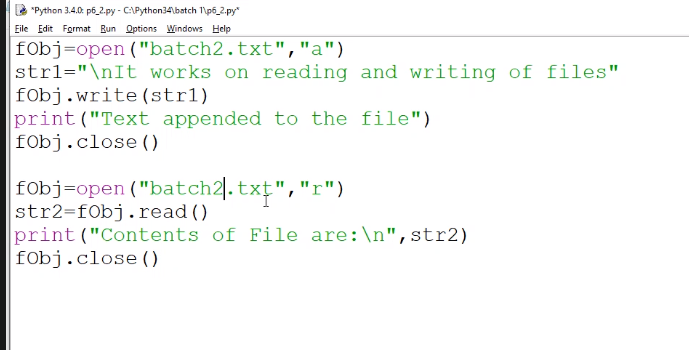 *Python 3.4.0: p6_2.py - C:\Python34\batch 1\p6_2.py*
File Edit Format Run Options Windows Help
fObj=open("batch2.txt","a")
str1="\nIt works on reading and writing of files"
fObj.write(str1)
print("Text appended to the file")
fObj.close()
fObj=open("batch2.txt","r")
str2=fObj.read()
print("Contents of File are:\n",str2)
fObj.close()